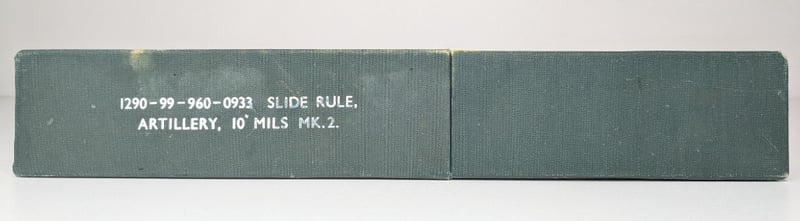 1290-99-960-0933 SLIDE RULE,
ARTILLERY, 10" MILS MK.2.